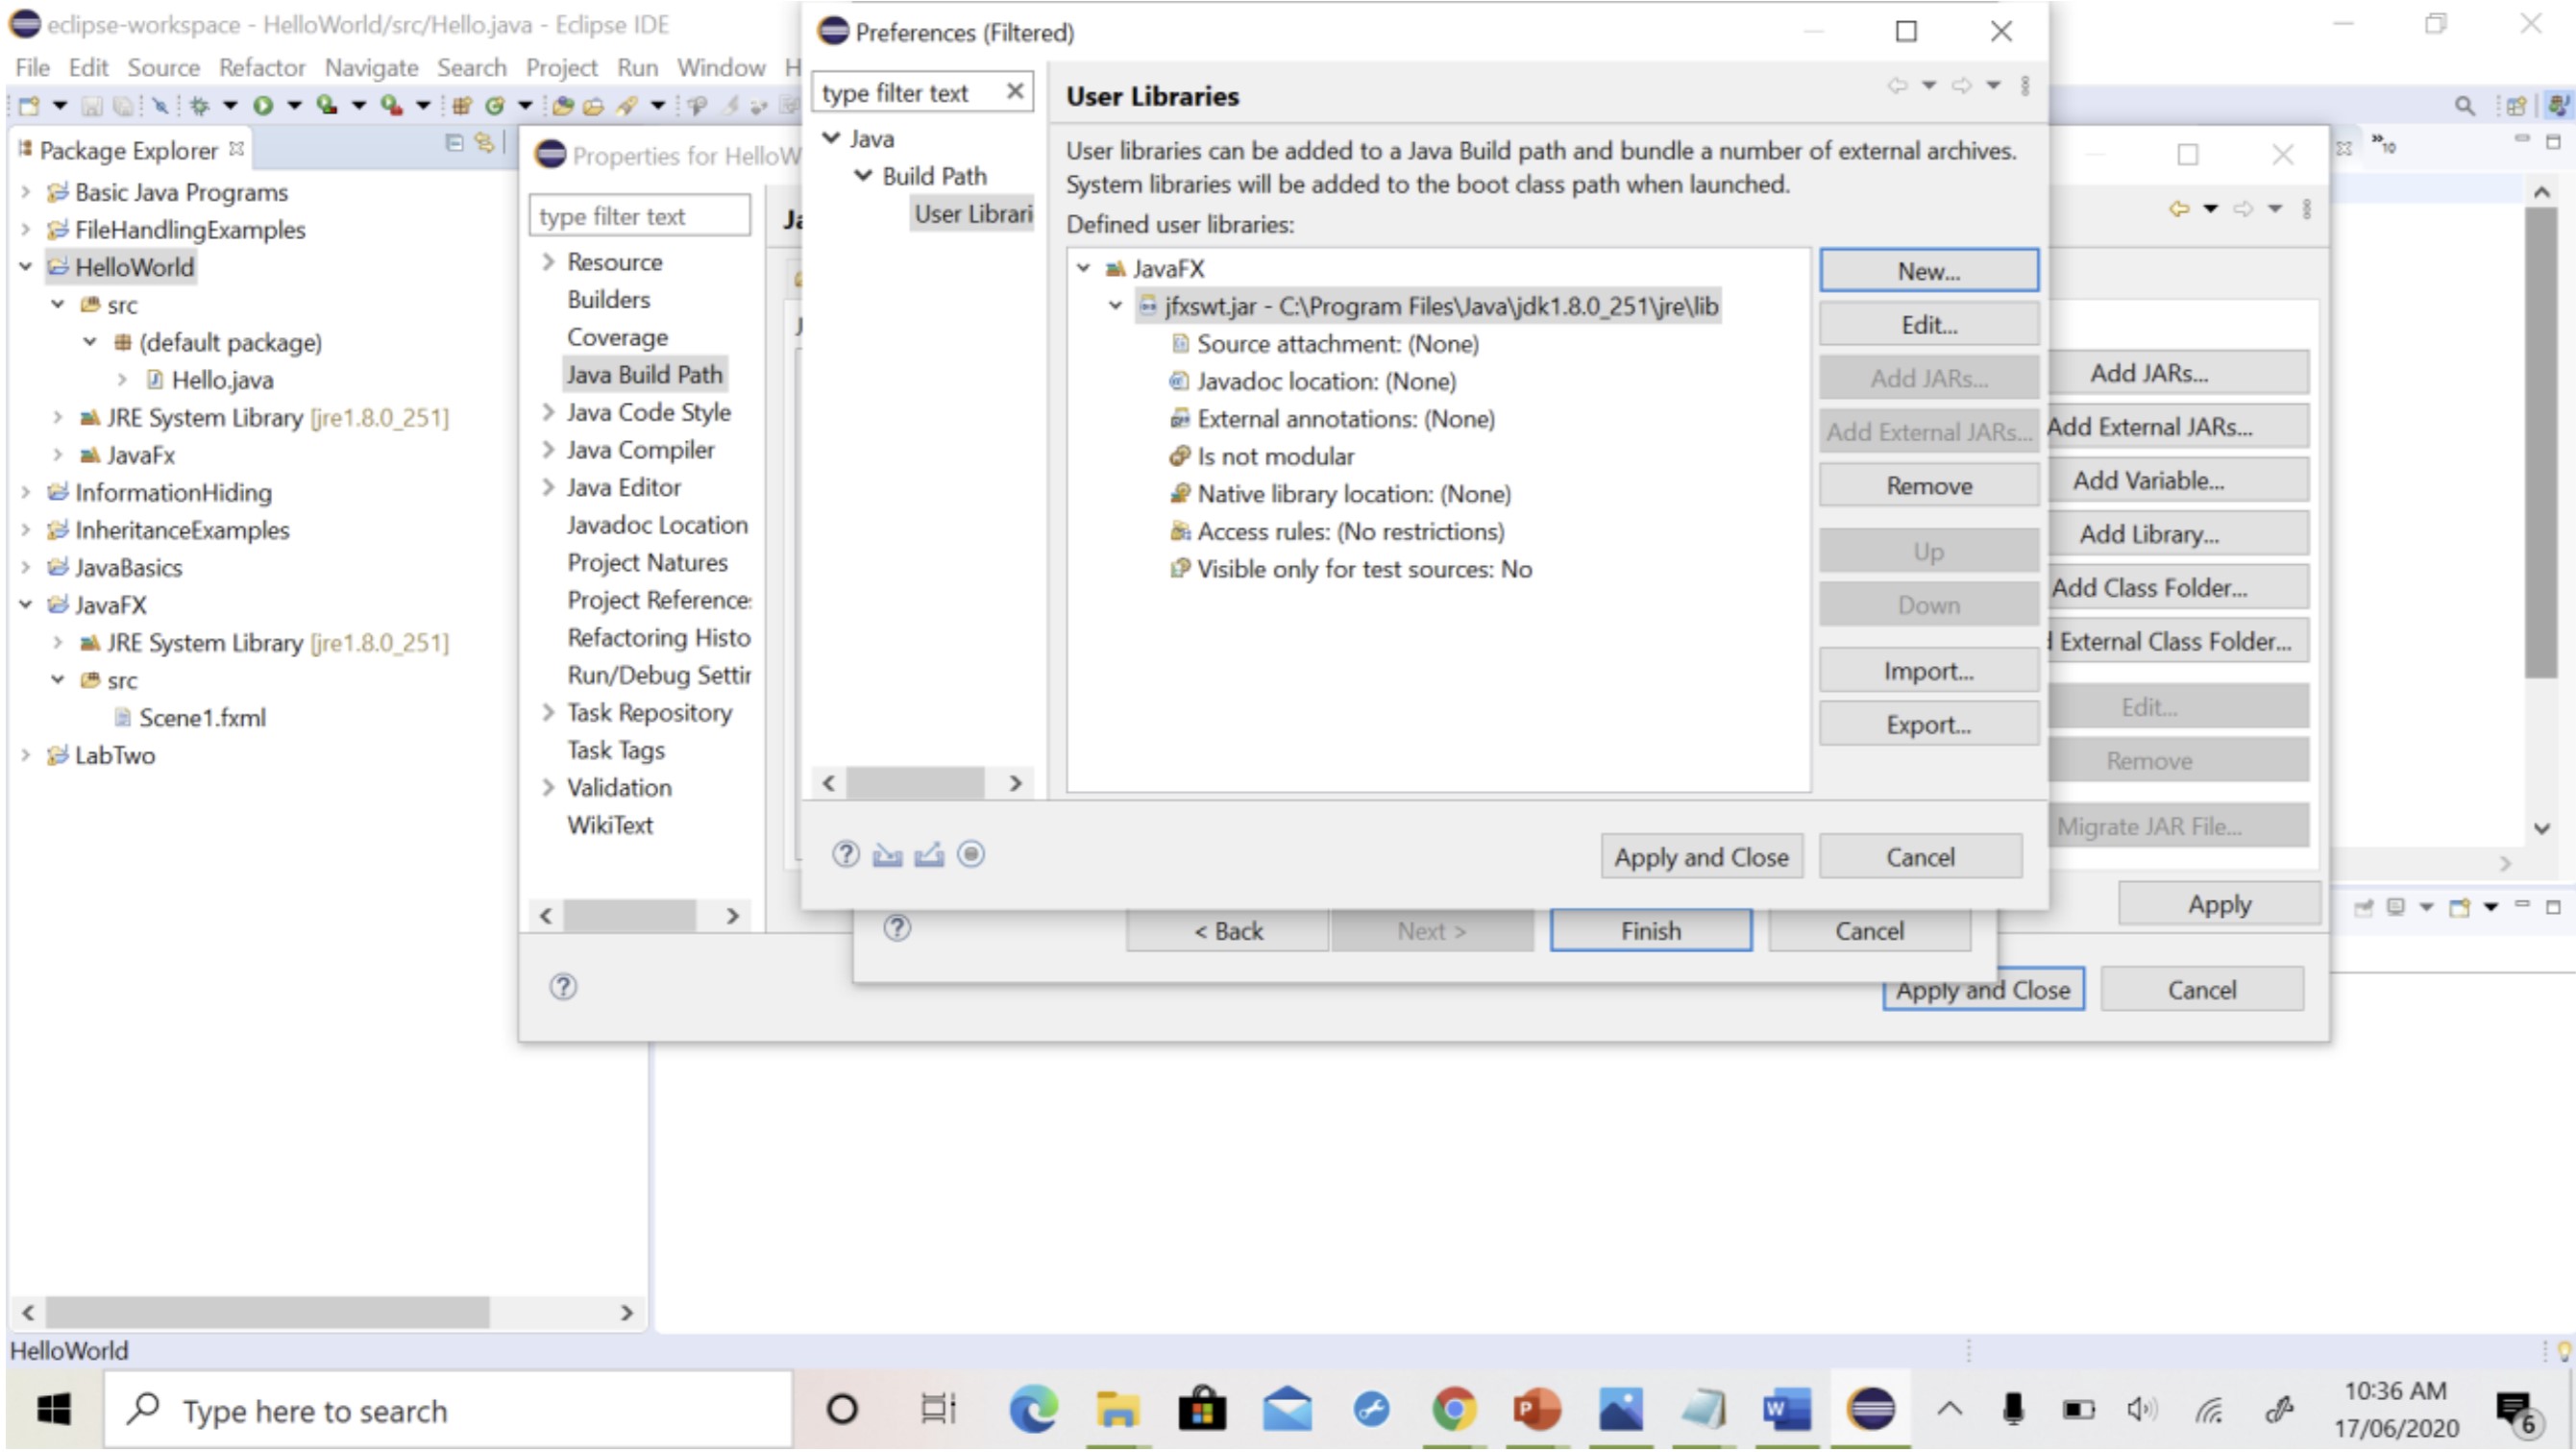 eclipse-workspace - HelloWorld/src/Hello.java - Eclipse IDE
File Edit Source Refactor Navigate Search Project Run Window H
Package Explorer
Basic Java Programs
FileHandlingExamples
HelloWorld
src
(default package)
Hello.java
JRE System Library [jre1.8.0_251]
JavaFx
InformationHiding
InheritanceExamples
JavaBasics
JavaFX
JRE System Library [jre1.8.0_251]
src
Scene1.fxml
LabTwo
Properties for HelloW
type filter text
Ja
Resource
Builders
Coverage
Java Build Path
Java Code Style
Java Compiler
Java Editor
Javadoc Location
Project Natures
Project Reference
Refactoring Histo
Run/Debug Settin
Task Repository
Task Tags
Validation
WikiText
Preferences (Filtered)
type filter text
Java
Build Path
User Librari
User Libraries
User libraries can be added to a Java Build path and bundle a number of external archives.
System libraries will be added to the boot class path when launched.
Defined user libraries:
JavaFX
jfxswt.jar - C:\Program Files\Java\jdk1.8.0_251\jre\lib
Source attachment: (None)
Javadoc location: (None)
External annotations: (None)
Is not modular
Native library location: (None)
Access rules: (No restrictions)
Visible only for test sources: No
New...
Edit...
Add JARs...
Add External JARs...
Remove
Up
Down
Import...
Export...
Apply and Close Cancel
»10
Add JARs...
Add External JARs...
Add Variable...
Add Library...
Add Class Folder...
d External Class Folder...
Edit...
Remove
Migrate JAR File...
Apply
< Back Next > Finish Cancel
Apply and Close Cancel
HelloWorld
Type here to search
10:36 AM
17/06/2020
6